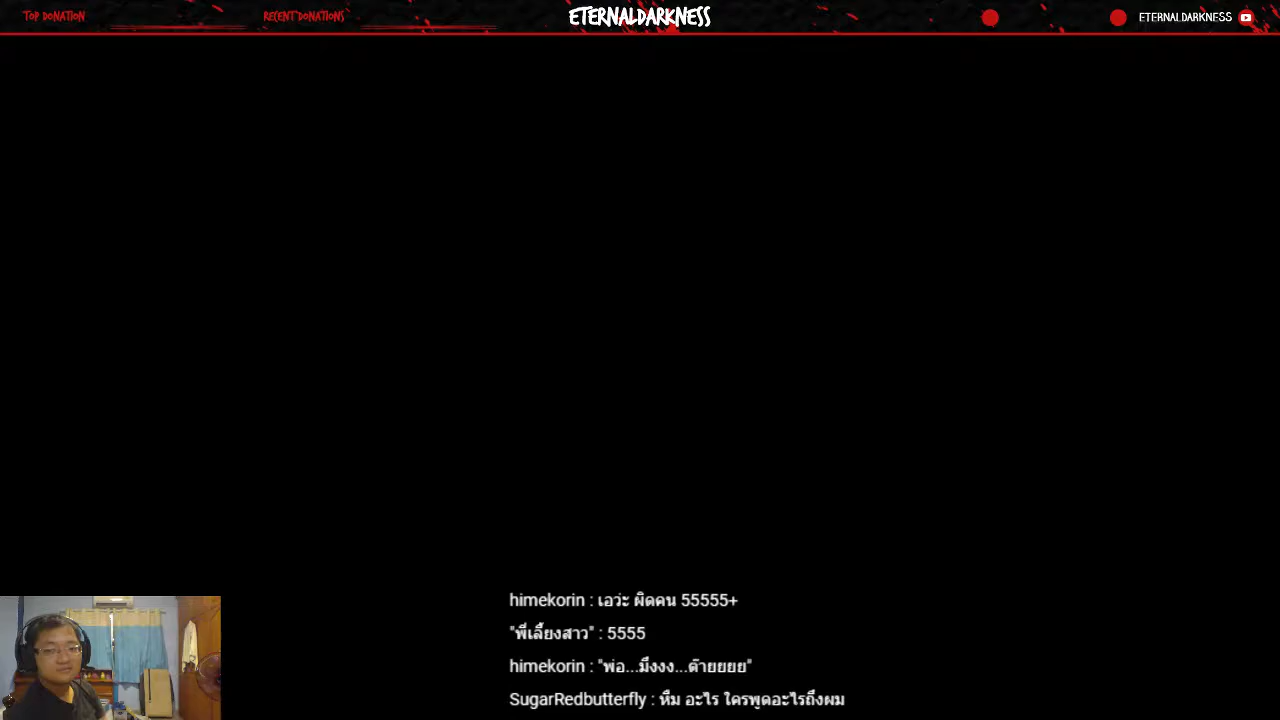 TOP DONATION
RECENT DONATIONS
ETERNALDARKNESS
ETERNALDARKNESS
himekorin : เอว่ะ ผิดคน 55555+
"พี่เลี้ยงสาว" : 5555
himekorin : "พ่อ...มึงงง...ด๊ายยยย"
SugarRedbutterfly : หื่ม อะไร ใครพูดอะไรถึงผม